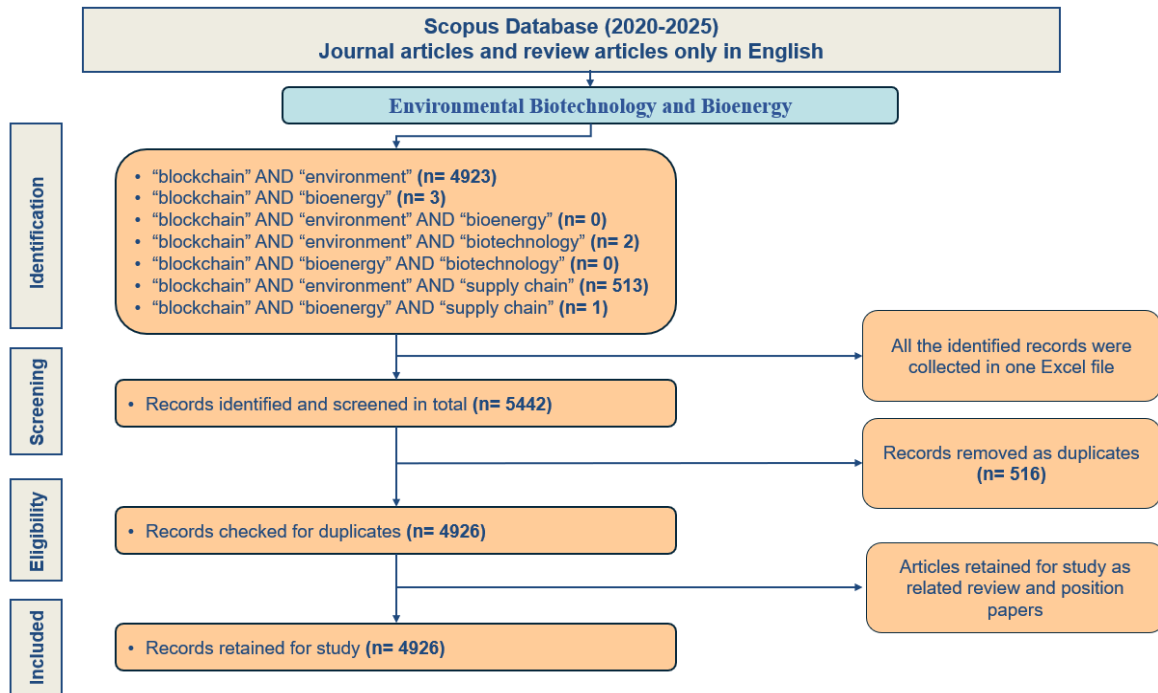 Scopus Database (2020-2025)
Journal articles and review articles only in English
Environmental Biotechnology and Bioenergy
Identification
• “blockchain” AND “environment” (n= 4923)
• “blockchain” AND “bioenergy” (n= 3)
• “blockchain” AND “environment” AND “bioenergy” (n= 0)
• “blockchain” AND “environment” AND “biotechnology” (n= 2)
• “blockchain” AND “bioenergy” AND “biotechnology” (n= 0)
• “blockchain” AND “environment” AND “supply chain” (n= 513)
• “blockchain” AND “bioenergy” AND “supply chain” (n= 1)
All the identified records were
collected in one Excel file
Screening
• Records identified and screened in total (n= 5442)
Records removed as duplicates
(n= 516)
Eligibility
• Records checked for duplicates (n= 4926)
Articles retained for study as
related review and position
papers
Included
• Records retained for study (n= 4926)